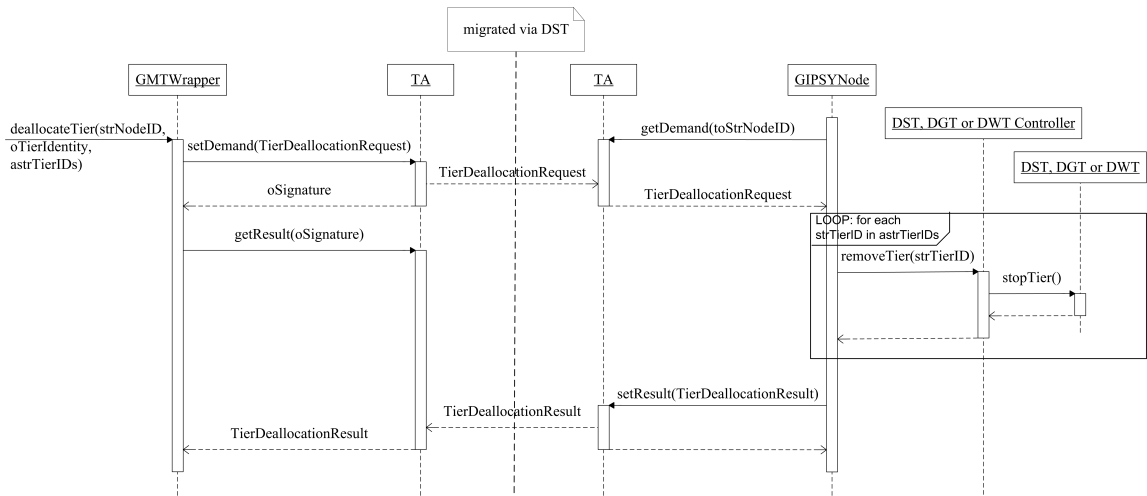 migrated via DST
GMTWrapper
TA
TA
GIPSYNode
DST, DGT or DWT Controller
DST, DGT or DWT
deallocateTier(strNodeID,
oTierIdentity,
astrTierIDs)
setDemand(TierDeallocationRequest)
getDemand(toStrNodeID)
TierDeallocationRequest
oSignature
TierDeallocationRequest
LOOP: for each
strTierID in astrTierIDs
getResult(oSignature)
removeTier(strTierID)
stopTier()
setResult(TierDeallocationResult)
TierDeallocationResult
TierDeallocationResult